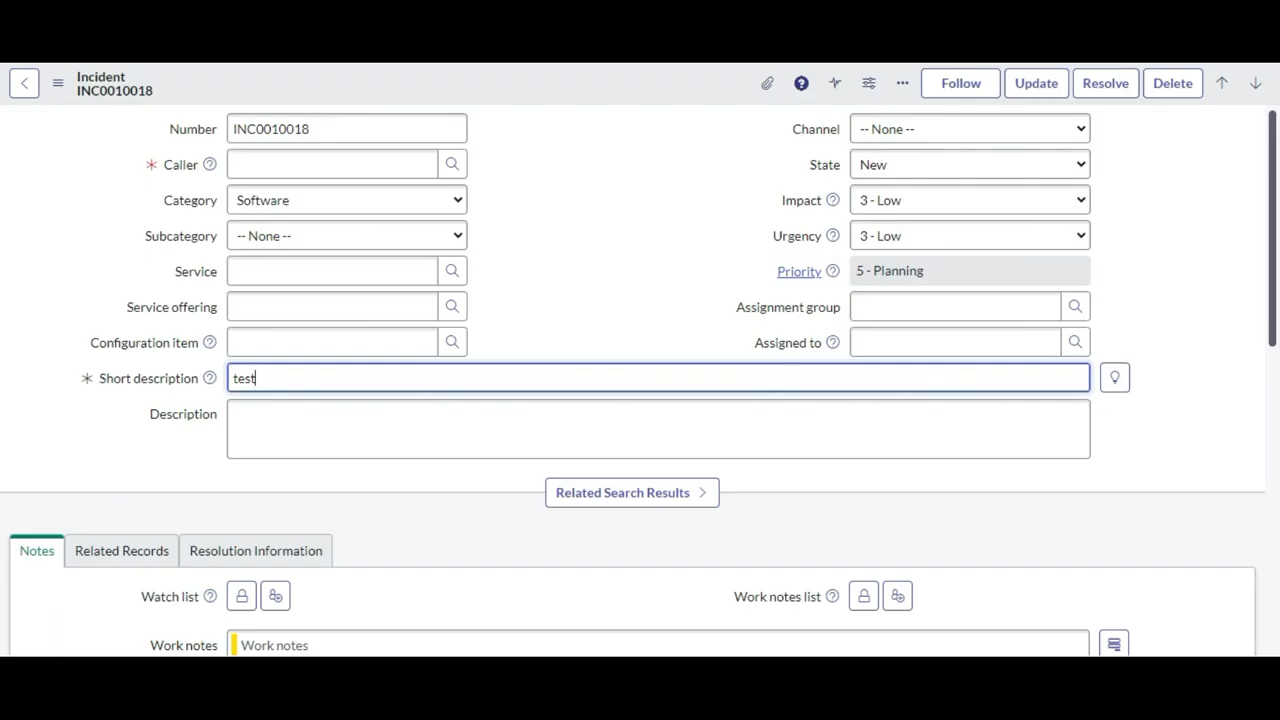 Incident
INC0010018
? Follow Update Resolve Delete
Number INC0010018 Channel -- None --
* Caller ? State New
Category Software Impact ? 3 - Low
Subcategory -- None -- Urgency ? 3 - Low
Service Priority ? 5 - Planning
Service offering Assignment group
Configuration item ? Assigned to ?
* Short description ? test
Description
Related Search Results
Notes Related Records Resolution Information
Watch list ? Work notes list ?
Work notes Work notes